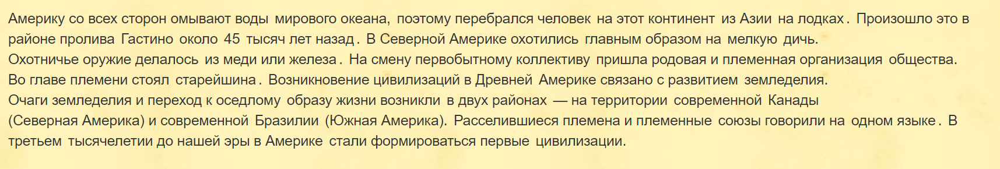 Америку со всех сторон омывают воды мирового океана, поэтому перебрался человек на этот континент из Азии на лодках. Произошло это в
районе пролива Гастино около 45 тысяч лет назад. В Северной Америке охотились главным образом на мелкую дичь.
Охотничье оружие делалось из меди или железа. На смену первобытному коллективу пришла родовая и племенная организация общества.
Во главе племени стоял старейшина. Возникновение цивилизаций в Древней Америке связано с развитием земледелия.
Очаги земледелия и переход к оседлому образу жизни возникли в двух районах — на территории современной Канады
(Северная Америка) и современной Бразилии (Южная Америка). Расселившиеся племена и племенные союзы говорили на одном языке. В
третьем тысячелетии до нашей эры в Америке стали формироваться первые цивилизации.